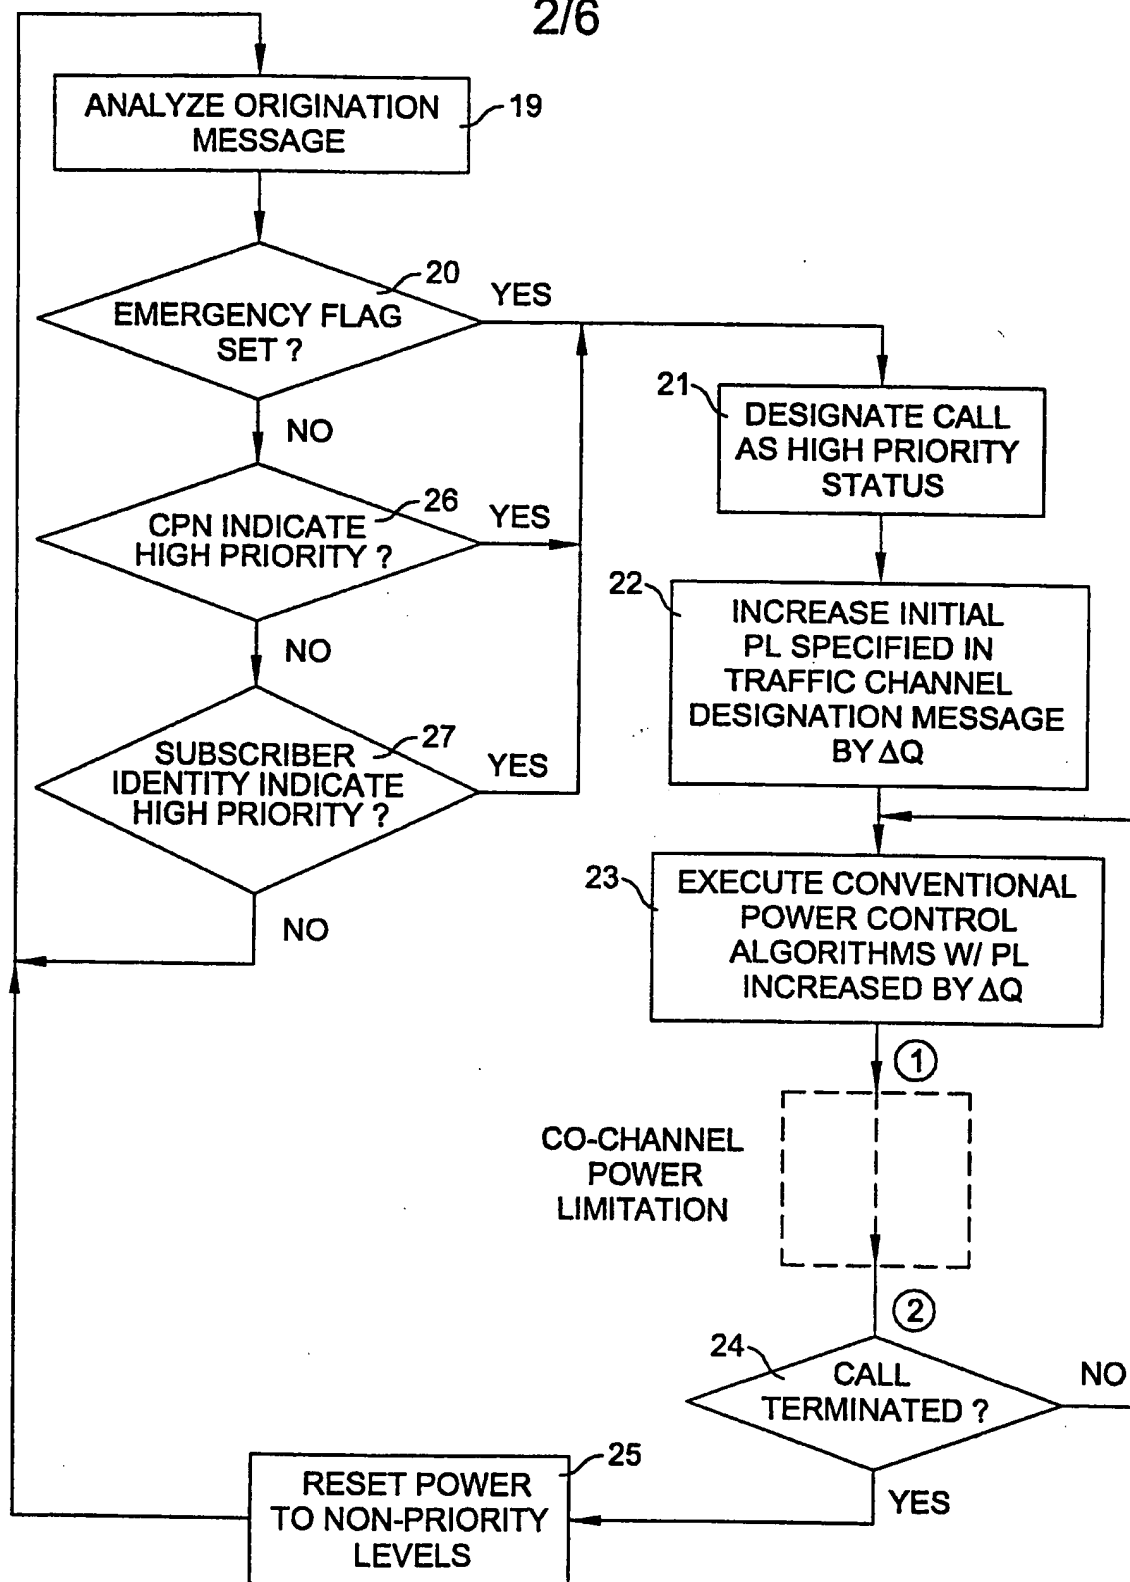 2/6
ANALYZE ORIGINATION
MESSAGE
19
20
EMERGENCY FLAG
SET ?
YES
NO
26
CPN INDICATE
HIGH PRIORITY ?
YES
NO
27
SUBSCRIBER
IDENTITY INDICATE
HIGH PRIORITY ?
YES
NO
21
DESIGNATE CALL
AS HIGH PRIORITY
STATUS
22
INCREASE INITIAL
PL SPECIFIED IN
TRAFFIC CHANNEL
DESIGNATION MESSAGE
BY ΔQ
23
EXECUTE CONVENTIONAL
POWER CONTROL
ALGORITHMS W/ PL
INCREASED BY ΔQ
1
CO-CHANNEL
POWER
LIMITATION
2
24
CALL
TERMINATED ?
NO
YES
25
RESET POWER
TO NON-PRIORITY
LEVELS